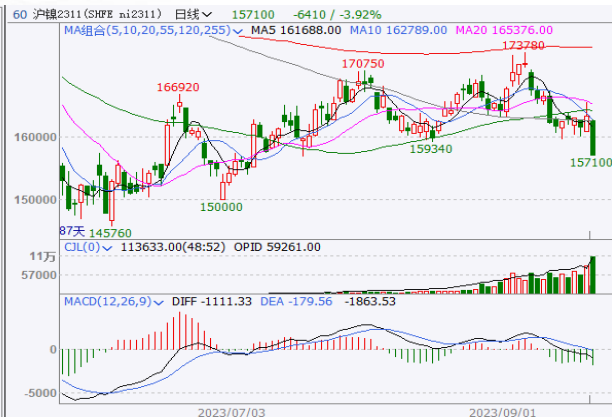 60 沪镍2311(SHFE ni2311) 日线 157100 -6410 / -3.92%
MA组合(5,10,20,55,120,255) MA5 161688.00 MA10 162789.00 MA20 165376.00
173780
170750
166920
160000
159340
157100
150000
150000
87天
145760
CJL(0) 113633.00(48:52) OPID 59261.00
11万
57000
MACD(12,26,9) DIFF -1111.33 DEA -179.56 -1863.53
0
-5000
2023/07/03 2023/09/01